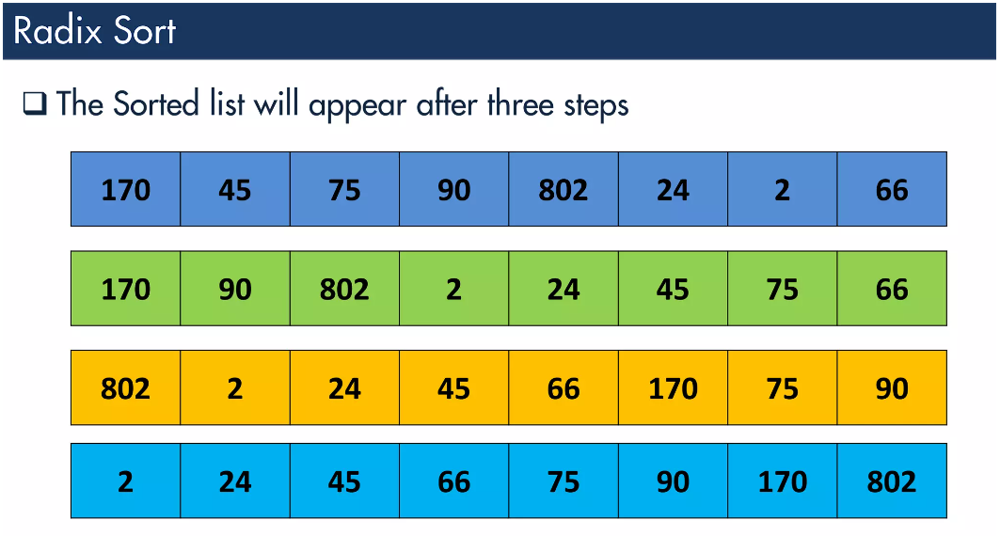 Radix Sort
The Sorted list will appear after three steps
170 45 75 90 802 24 2 66
170 90 802 2 24 45 75 66
802 2 24 45 66 170 75 90
2 24 45 66 75 90 170 802